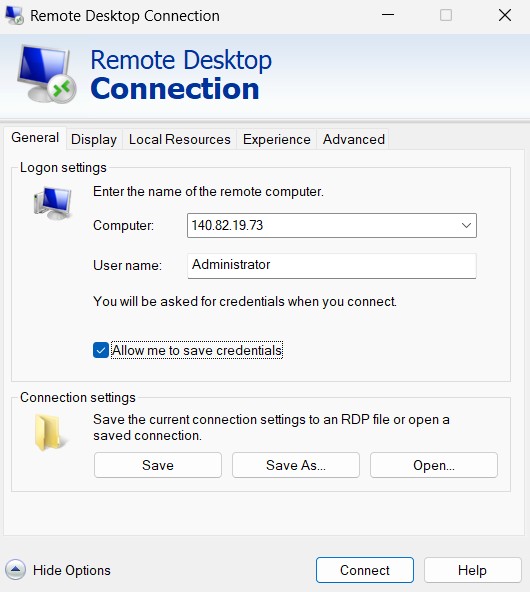 Remote Desktop Connection
Remote Desktop
Connection
General Display Local Resources Experience Advanced
Logon settings
Enter the name of the remote computer.
Computer: 140.82.19.73
User name: Administrator
You will be asked for credentials when you connect.
Allow me to save credentials
Connection settings
Save the current connection settings to an RDP file or open a
saved connection.
Save Save As... Open...
Hide Options Connect Help